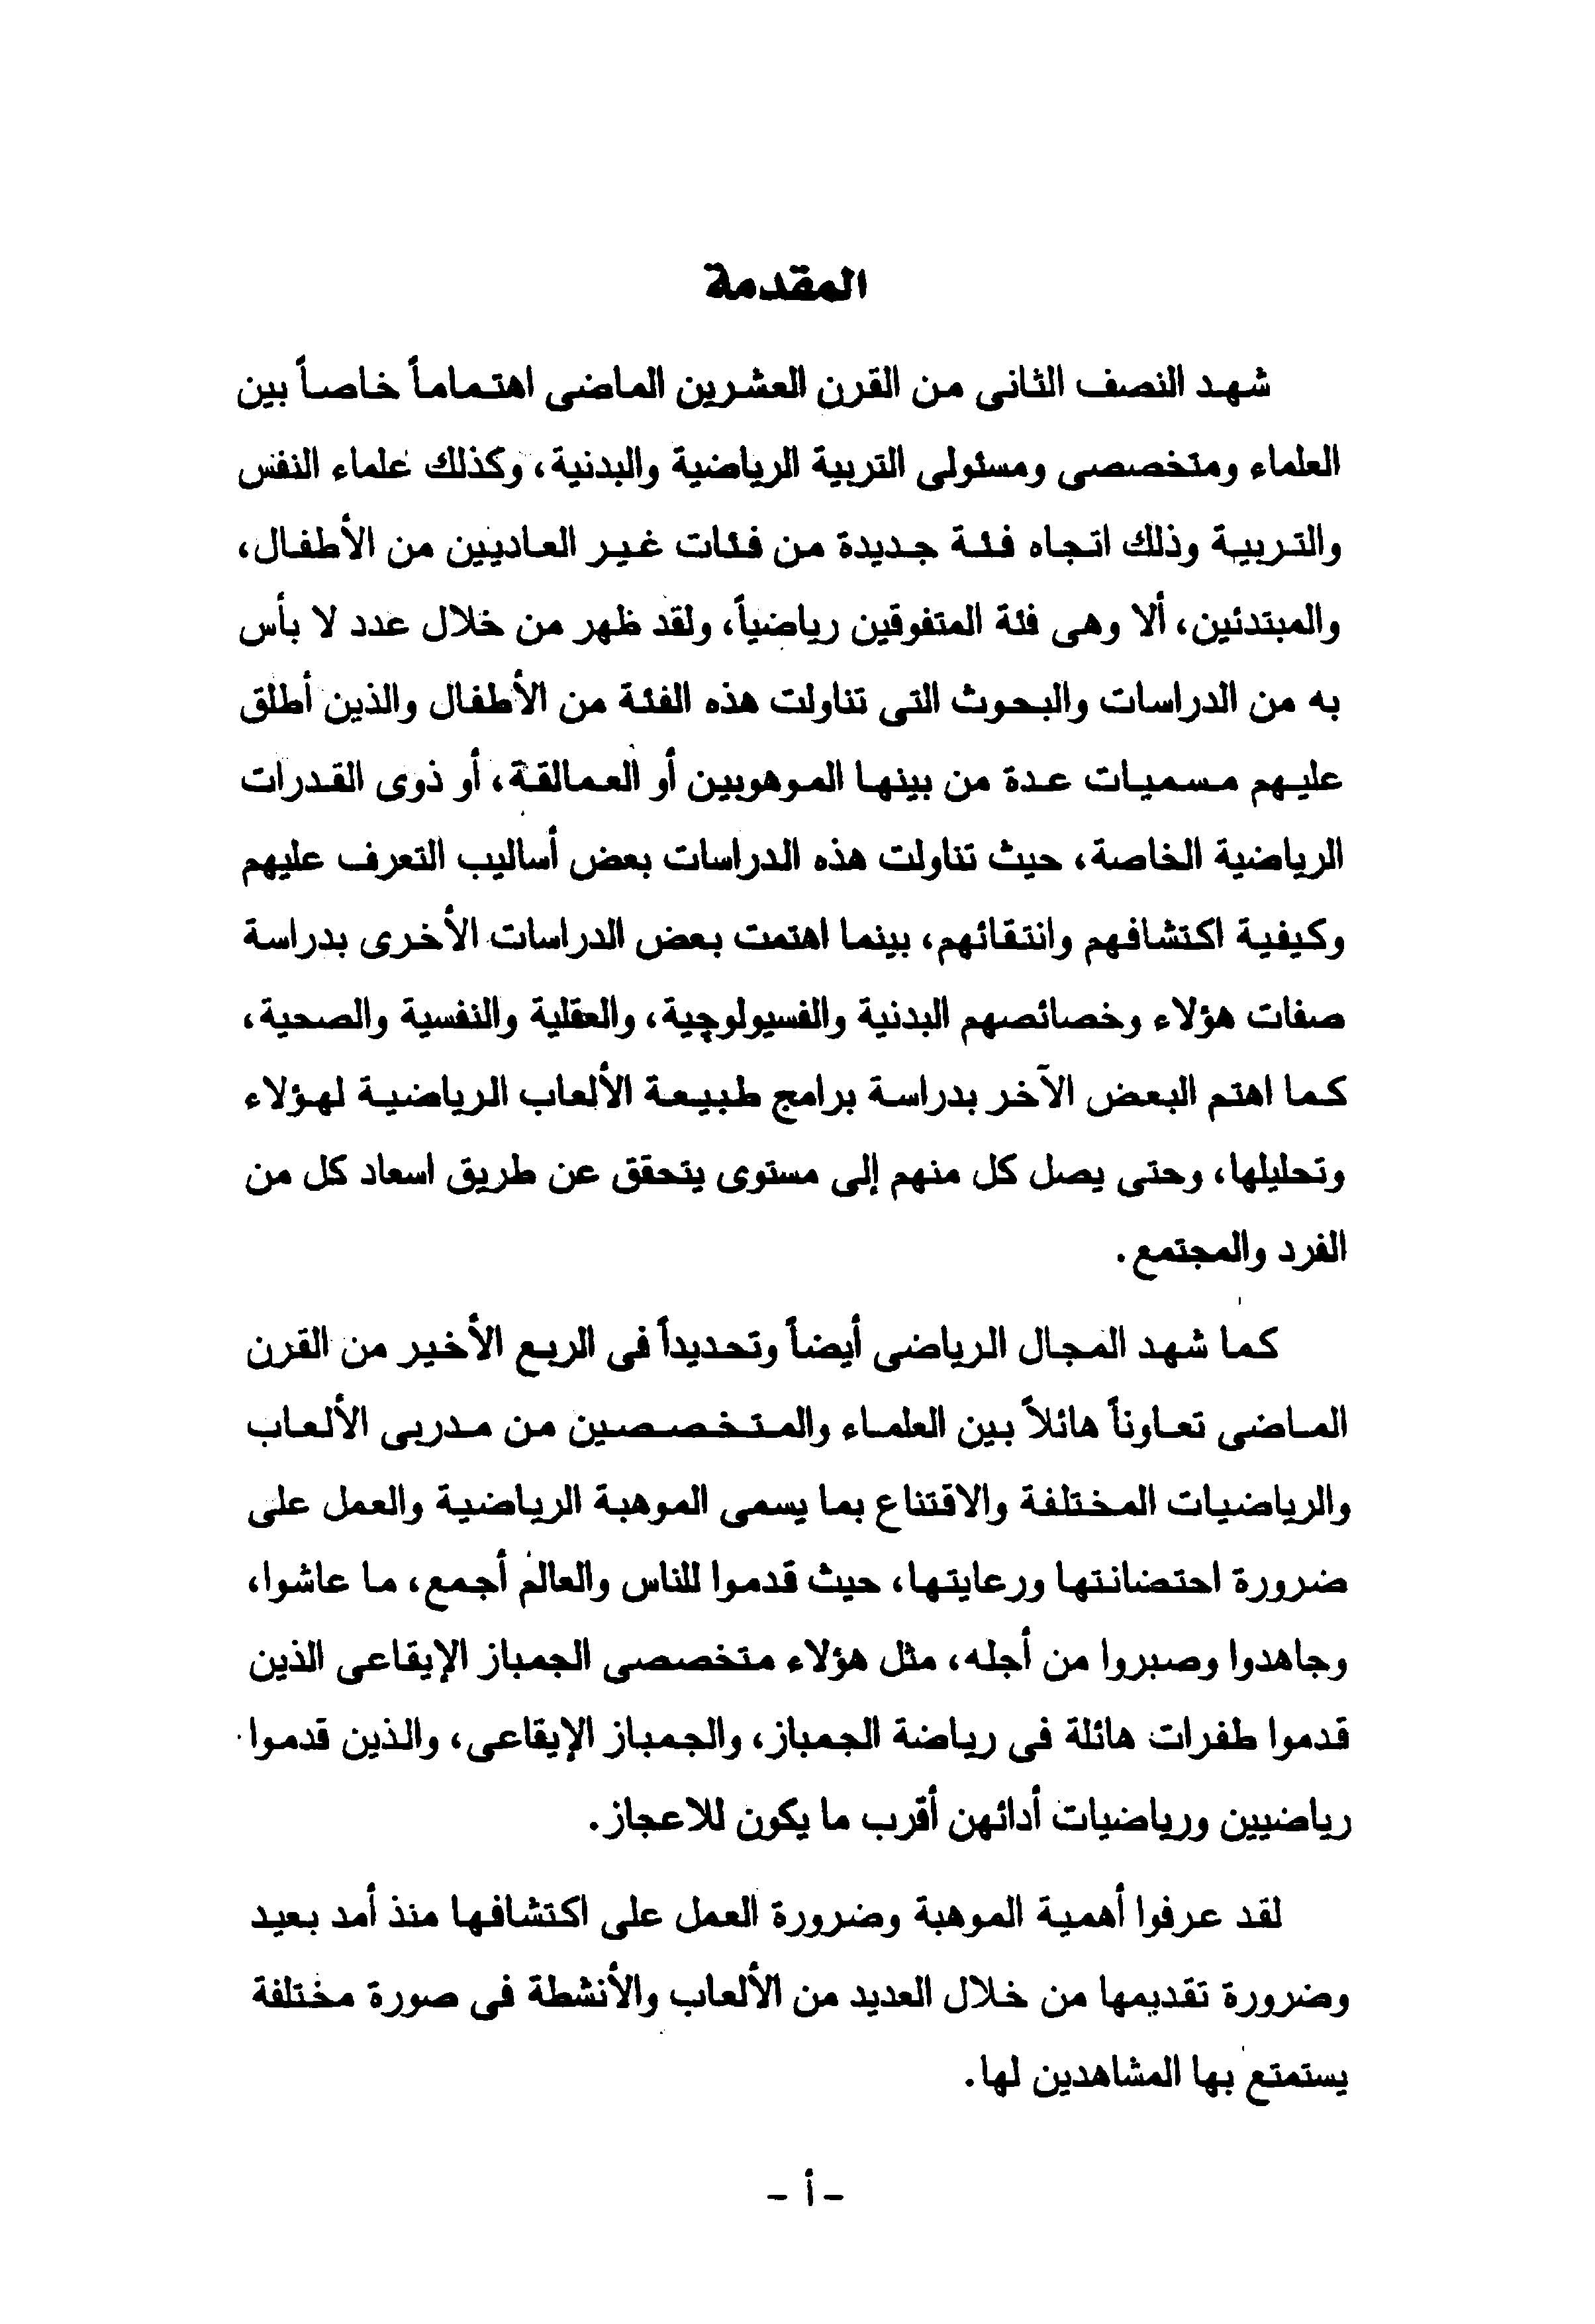 المقدمة
شهد النصف الثانى من القرن العشرين الماضى اهتماماً خاصاً بين
العلماء ومتخصصى ومسئولى التربية الرياضية والبدنية، وكذلك علماء النفس
والتربية وذلك اتجاه فئة جديدة من فئات غير العاديين من الأطفال،
والمبتدئين، ألا وهى فئة المتفوقين رياضياً، ولقد ظهر من خلال عدد لا بأس
به من الدراسات والبحوث التى تناولت هذه الفئة من الأطفال والذين أطلق
عليهم مسميات عدة من بينها الموهوبين أو العمالقة، أو ذوى القدرات
الرياضية الخاصة، حيث تناولت هذه الدراسات بعض أساليب التعرف عليهم
وكيفية اكتشافهم وانتقائهم، بينما اهتمت بعض الدراسات الأخرى بدراسة
صفات هؤلاء وخصائصهم البدنية والفسيولوچية، والعقلية والنفسية والصحية،
كما اهتم البعض الآخر بدراسة برامج طبيعة الألعاب الرياضية لهؤلاء
وتحليلها، وحتى يصل كل منهم إلى مستوى يتحقق عن طريق اسعاد كل من
الفرد والمجتمع.
كما شهد المجال الرياضى أيضاً وتحديداً فى الربع الأخير من القرن
الماضى تعاوناً هائلاً بين العلماء والمتخصصين من مدربى الألعاب
والرياضيات المختلفة والاقتناع بما يسمى الموهبة الرياضية والعمل على
ضرورة احتضانتها ورعايتها، حيث قدموا للناس والعالم أجمع، ما عاشوا،
وجاهدوا وصبروا من أجله، مثل هؤلاء متخصصى الجمباز الإيقاعى الذين
قدموا طفرات هائلة فى رياضة الجمباز، والجمباز الإيقاعى، والذين قدموا
رياضيين ورياضيات أدائهن أقرب ما يكون للاعجاز.
لقد عرفوا أهمية الموهبة وضرورة العمل على اكتشافها منذ أمد بعيد
وضرورة تقديمها من خلال العديد من الألعاب والأنشطة فى صورة مختلفة
يستمتع بها المشاهدين لها.
- أ -